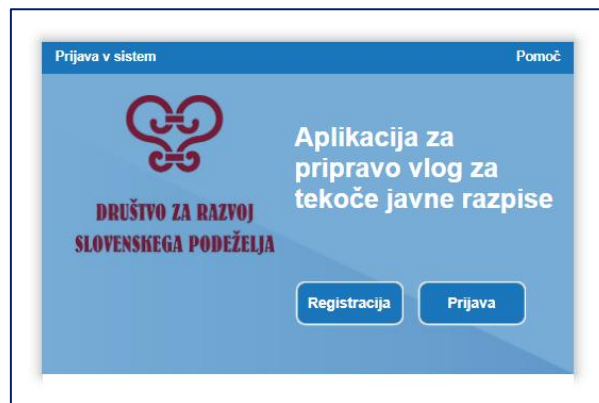 Prijava v sistem
Pomoč
DRUŠTVO ZA RAZVOJ
SLOVENSKEGA PODEŽELJA
Aplikacija za
pripravo vlog za
tekoče javne razpise
Registracija
Prijava